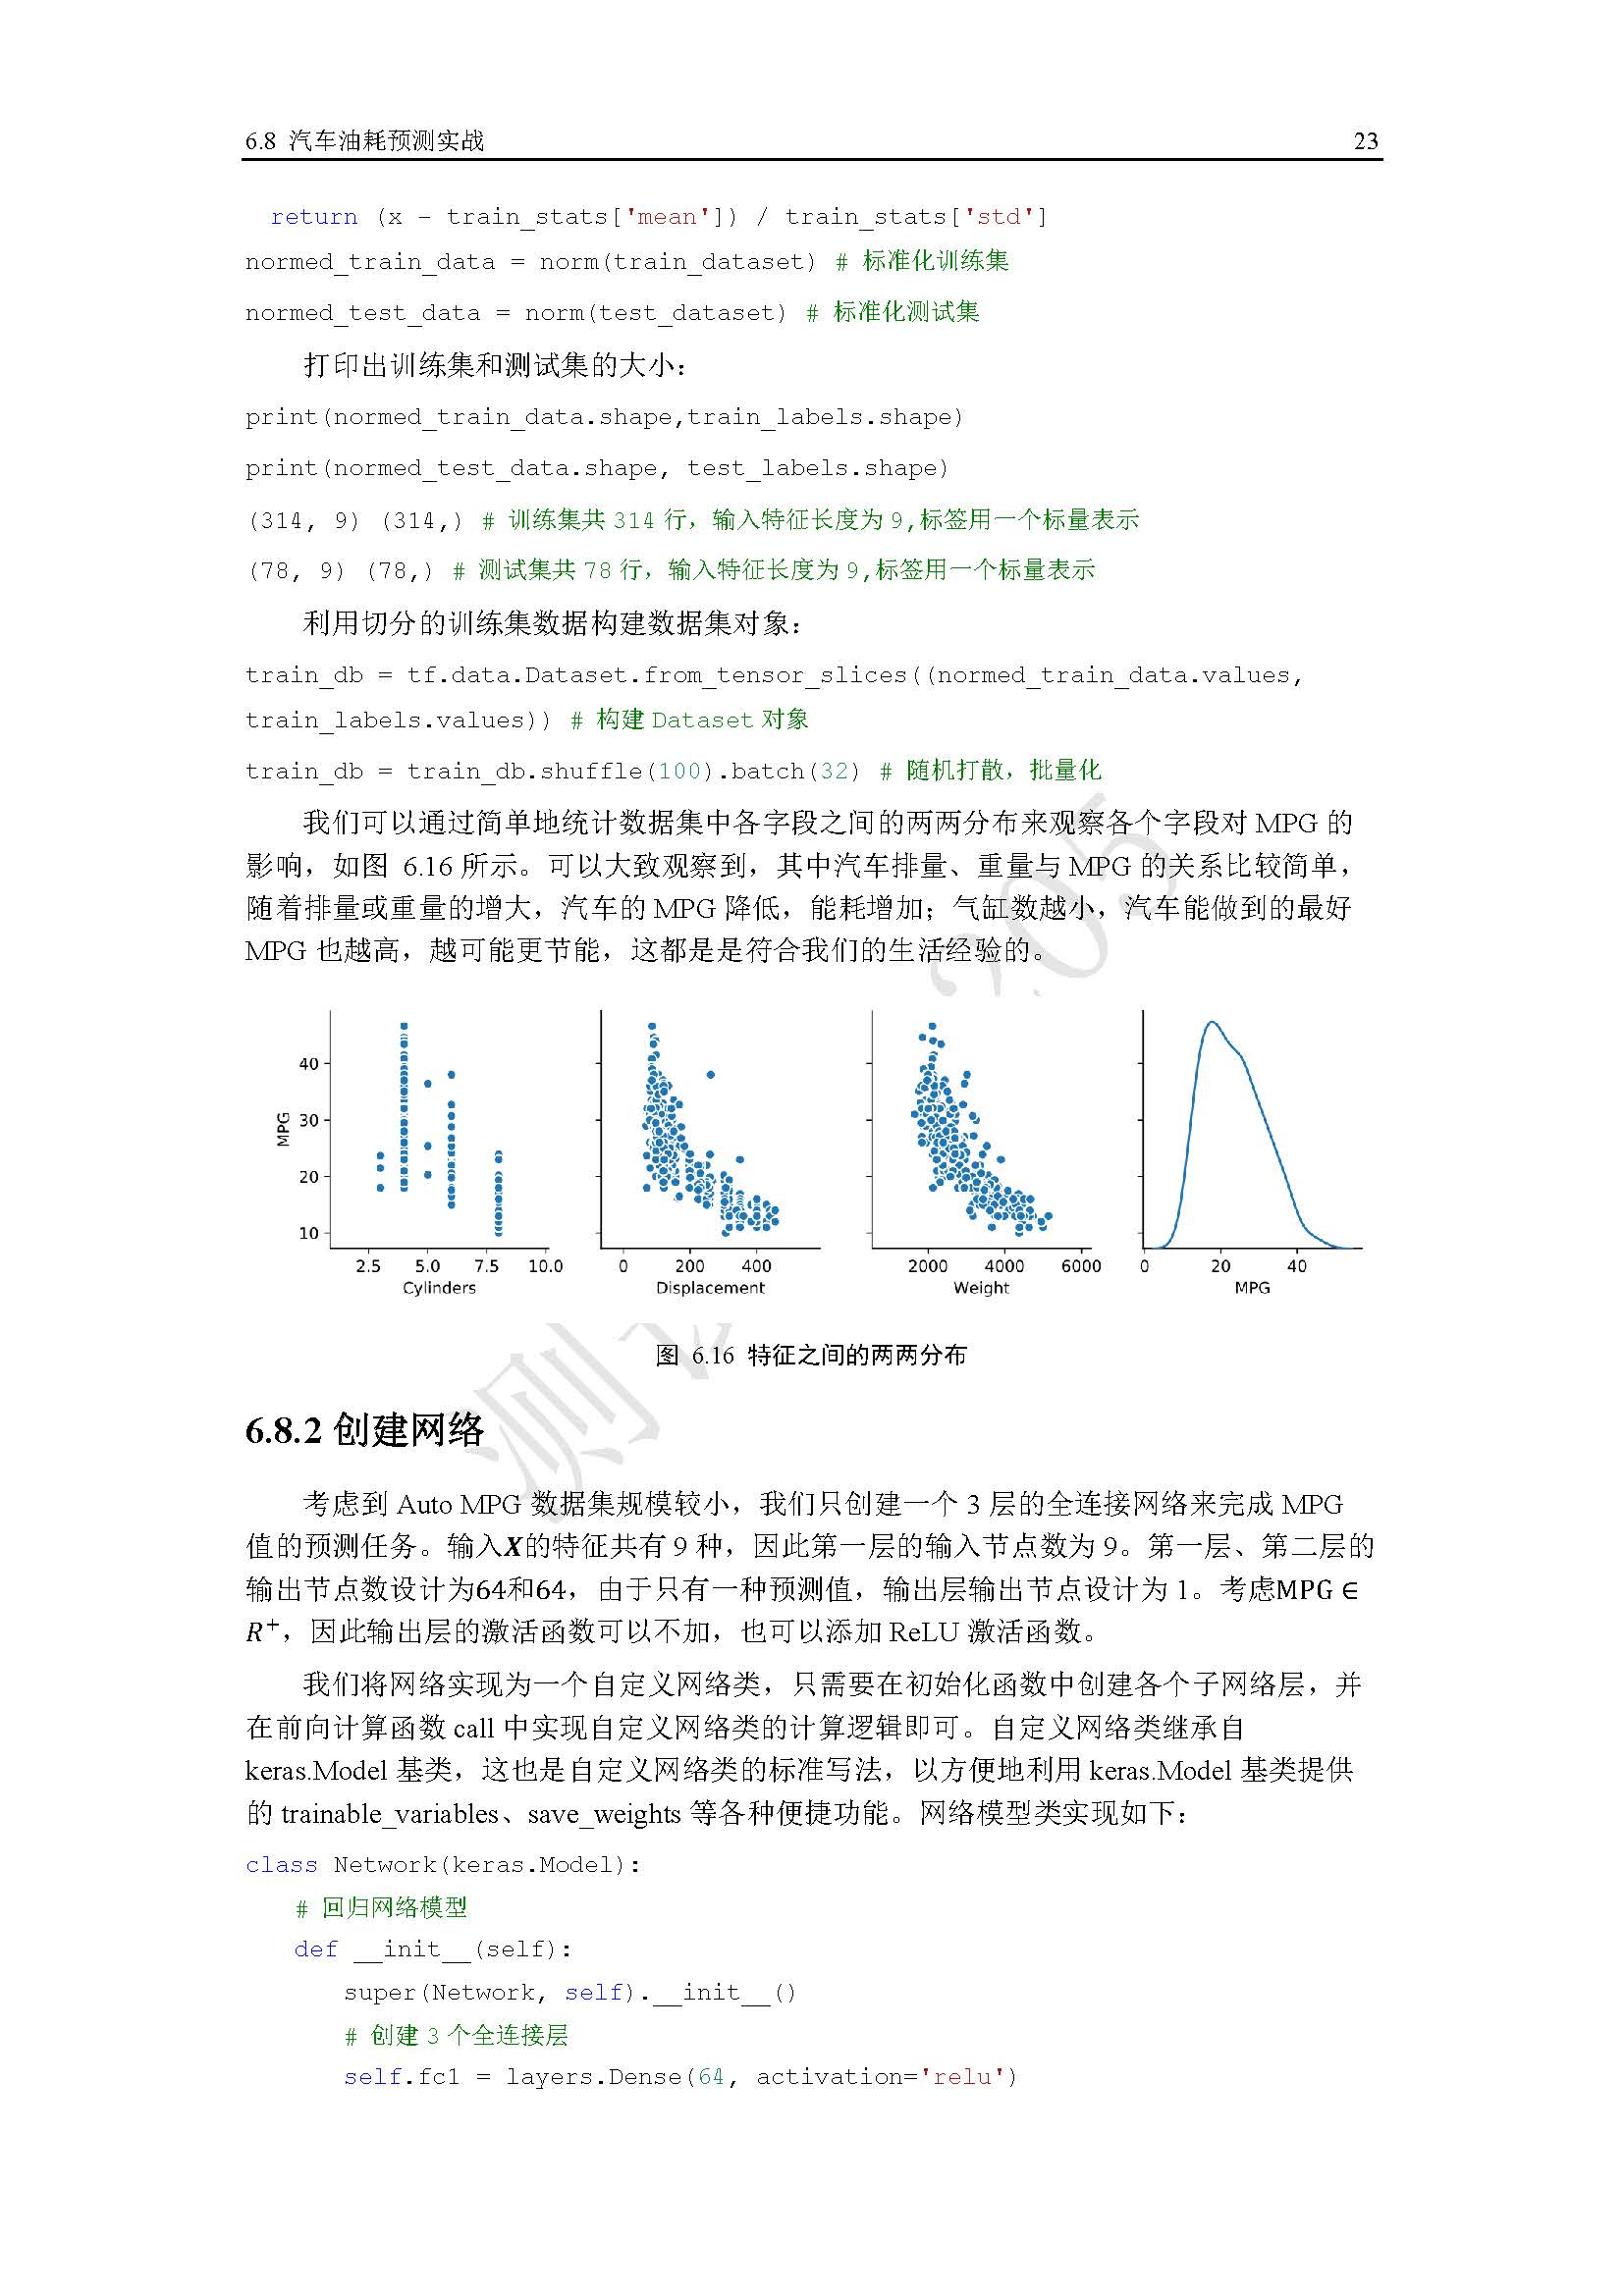 6.8 汽车油耗预测实战 23
return (x - train_stats['mean']) / train_stats['std']
normed_train_data = norm(train_dataset) # 标准化训练集
normed_test_data = norm(test_dataset) # 标准化测试集
打印出训练集和测试集的大小：
print(normed_train_data.shape,train_labels.shape)
print(normed_test_data.shape, test_labels.shape)
(314, 9) (314,) # 训练集共 314 行，输入特征长度为 9,标签用一个标量表示
(78, 9) (78,) # 测试集共 78 行，输入特征长度为 9,标签用一个标量表示
利用切分的训练集数据构建数据集对象：
train_db = tf.data.Dataset.from_tensor_slices((normed_train_data.values,
train_labels.values)) # 构建 Dataset 对象
train_db = train_db.shuffle(100).batch(32) # 随机打散，批量化
我们可以通过简单地统计数据集中各字段之间的两两分布来观察各个字段对 MPG 的
影响，如图 6.16 所示。可以大致观察到，其中汽车排量、重量与 MPG 的关系比较简单，
随着排量或重量的增大，汽车的 MPG 降低，能耗增加；气缸数越小，汽车能做到的最好
MPG 也越高，越可能更节能，这都是是符合我们的生活经验的。
MPG
40
30
20
10
2.5 5.0 7.5 10.0
Cylinders
0 200 400
Displacement
2000 4000 6000
Weight
0 20 40
MPG
图 6.16 特征之间的两两分布
6.8.2 创建网络
考虑到 Auto MPG 数据集规模较小，我们只创建一个 3 层的全连接网络来完成 MPG
值的预测任务。输入X的特征共有 9 种，因此第一层的输入节点数为 9。第一层、第二层的
输出节点数设计为64和64，由于只有一种预测值，输出层输出节点设计为 1。考虑MPG ∈
R⁺，因此输出层的激活函数可以不加，也可以添加 ReLU 激活函数。
我们将网络实现为一个自定义网络类，只需要在初始化函数中创建各个子网络层，并
在前向计算函数 call 中实现自定义网络类的计算逻辑即可。自定义网络类继承自
keras.Model 基类，这也是自定义网络类的标准写法，以方便地利用 keras.Model 基类提供
的 trainable_variables、save_weights 等各种便捷功能。网络模型类实现如下：
class Network(keras.Model):
# 回归网络模型
def __init__(self):
super(Network, self).__init__()
# 创建 3 个全连接层
self.fc1 = layers.Dense(64, activation='relu')